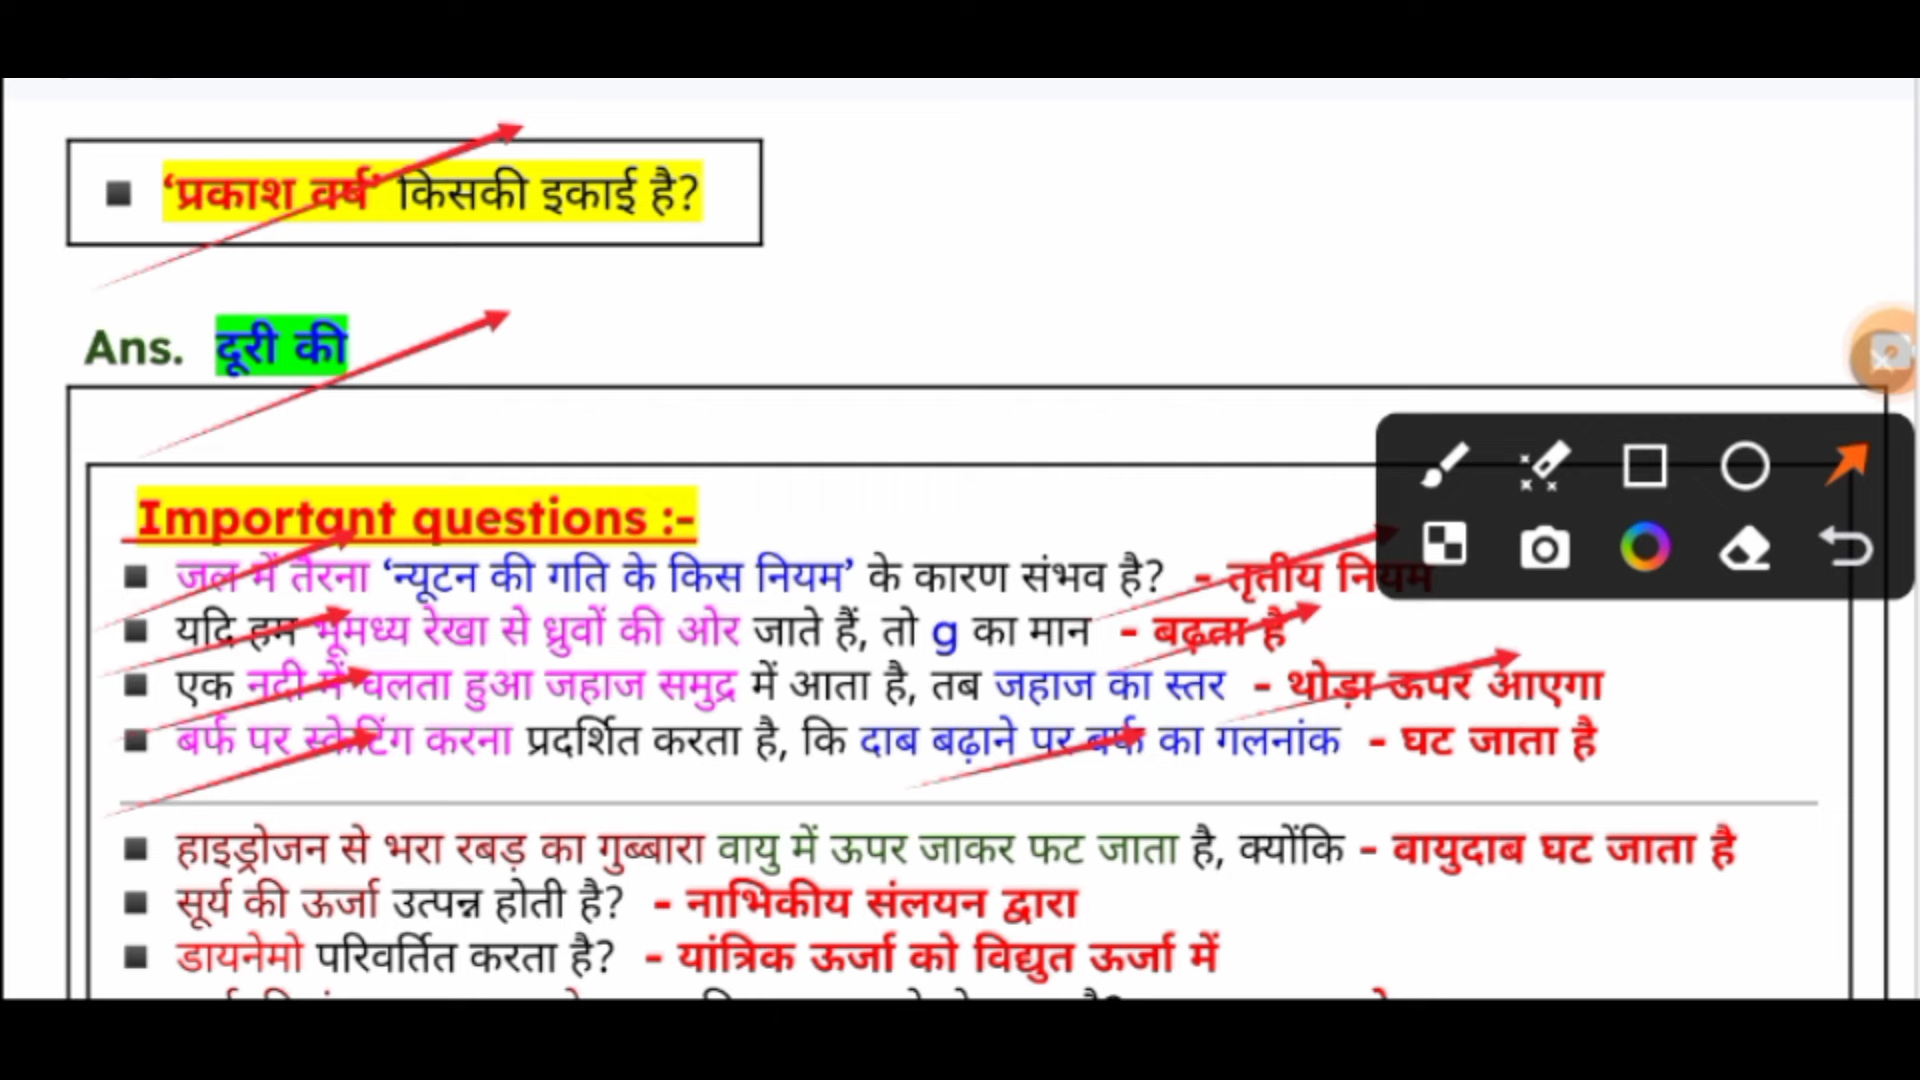 ▪ ‘प्रकाश वर्ष’ किसकी इकाई है?
Ans. दूरी की
Important questions :-
▪ जल में तैरना ‘न्यूटन की गति के किस नियम’ के कारण संभव है? - तृतीय नियम
▪ यदि हम भूमध्य रेखा से ध्रुवों की ओर जाते हैं, तो g का मान - बढ़ता है
▪ एक नदी में चलता हुआ जहाज समुद्र में आता है, तब जहाज का स्तर - थोड़ा ऊपर आएगा
▪ बर्फ पर स्केटिंग करना प्रदर्शित करता है, कि दाब बढ़ाने पर बर्फ का गलनांक - घट जाता है
▪ हाइड्रोजन से भरा रबड़ का गुब्बारा वायु में ऊपर जाकर फट जाता है, क्योंकि - वायुदाब घट जाता है
▪ सूर्य की ऊर्जा उत्पन्न होती है? - नाभिकीय संलयन द्वारा
▪ डायनेमो परिवर्तित करता है? - यांत्रिक ऊर्जा को विद्युत ऊर्जा में